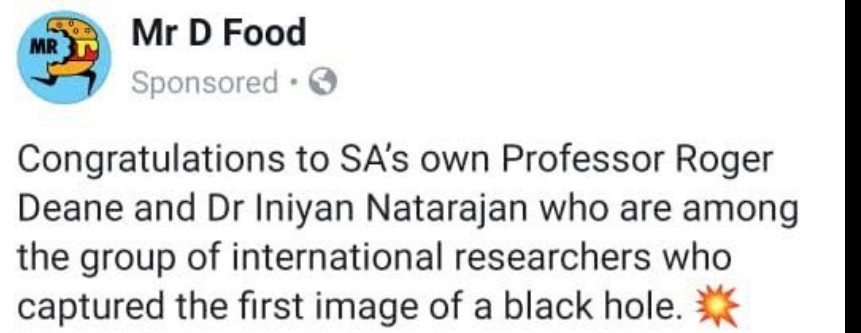 MR D
Mr D Food
Sponsored ·
Congratulations to SA's own Professor Roger
Deane and Dr Iniyan Natarajan who are among
the group of international researchers who
captured the first image of a black hole. 💥